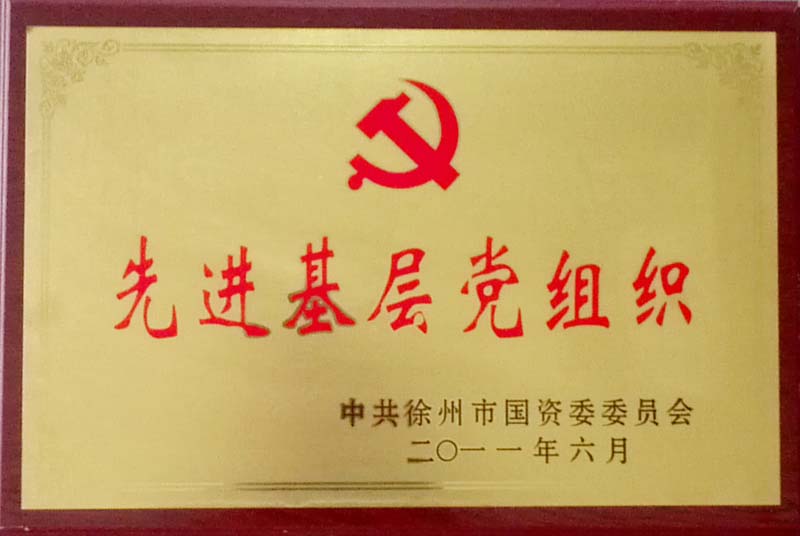 先进基层党组织
中共徐州市国资委委员会
二〇一一年六月